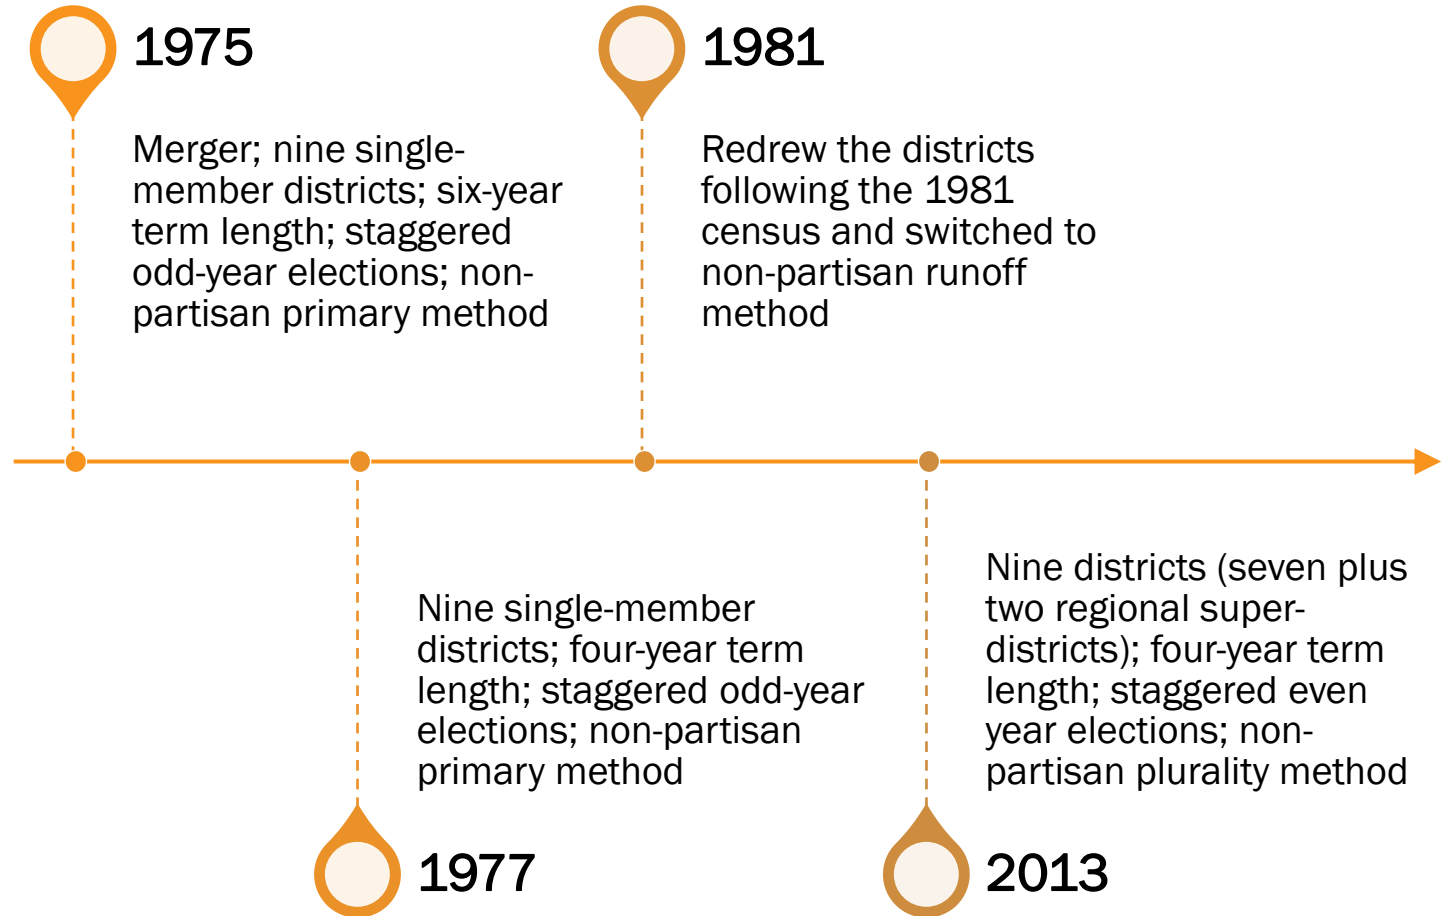 1975
Merger; nine single-
member districts; six-year
term length; staggered
odd-year elections; non-
partisan primary method
1981
Redrew the districts
following the 1981
census and switched to
non-partisan runoff
method
Nine single-member
districts; four-year term
length; staggered odd-year
elections; non-partisan
primary method
1977
Nine districts (seven plus
two regional super-
districts); four-year term
length; staggered even
year elections; non-
partisan plurality method
2013